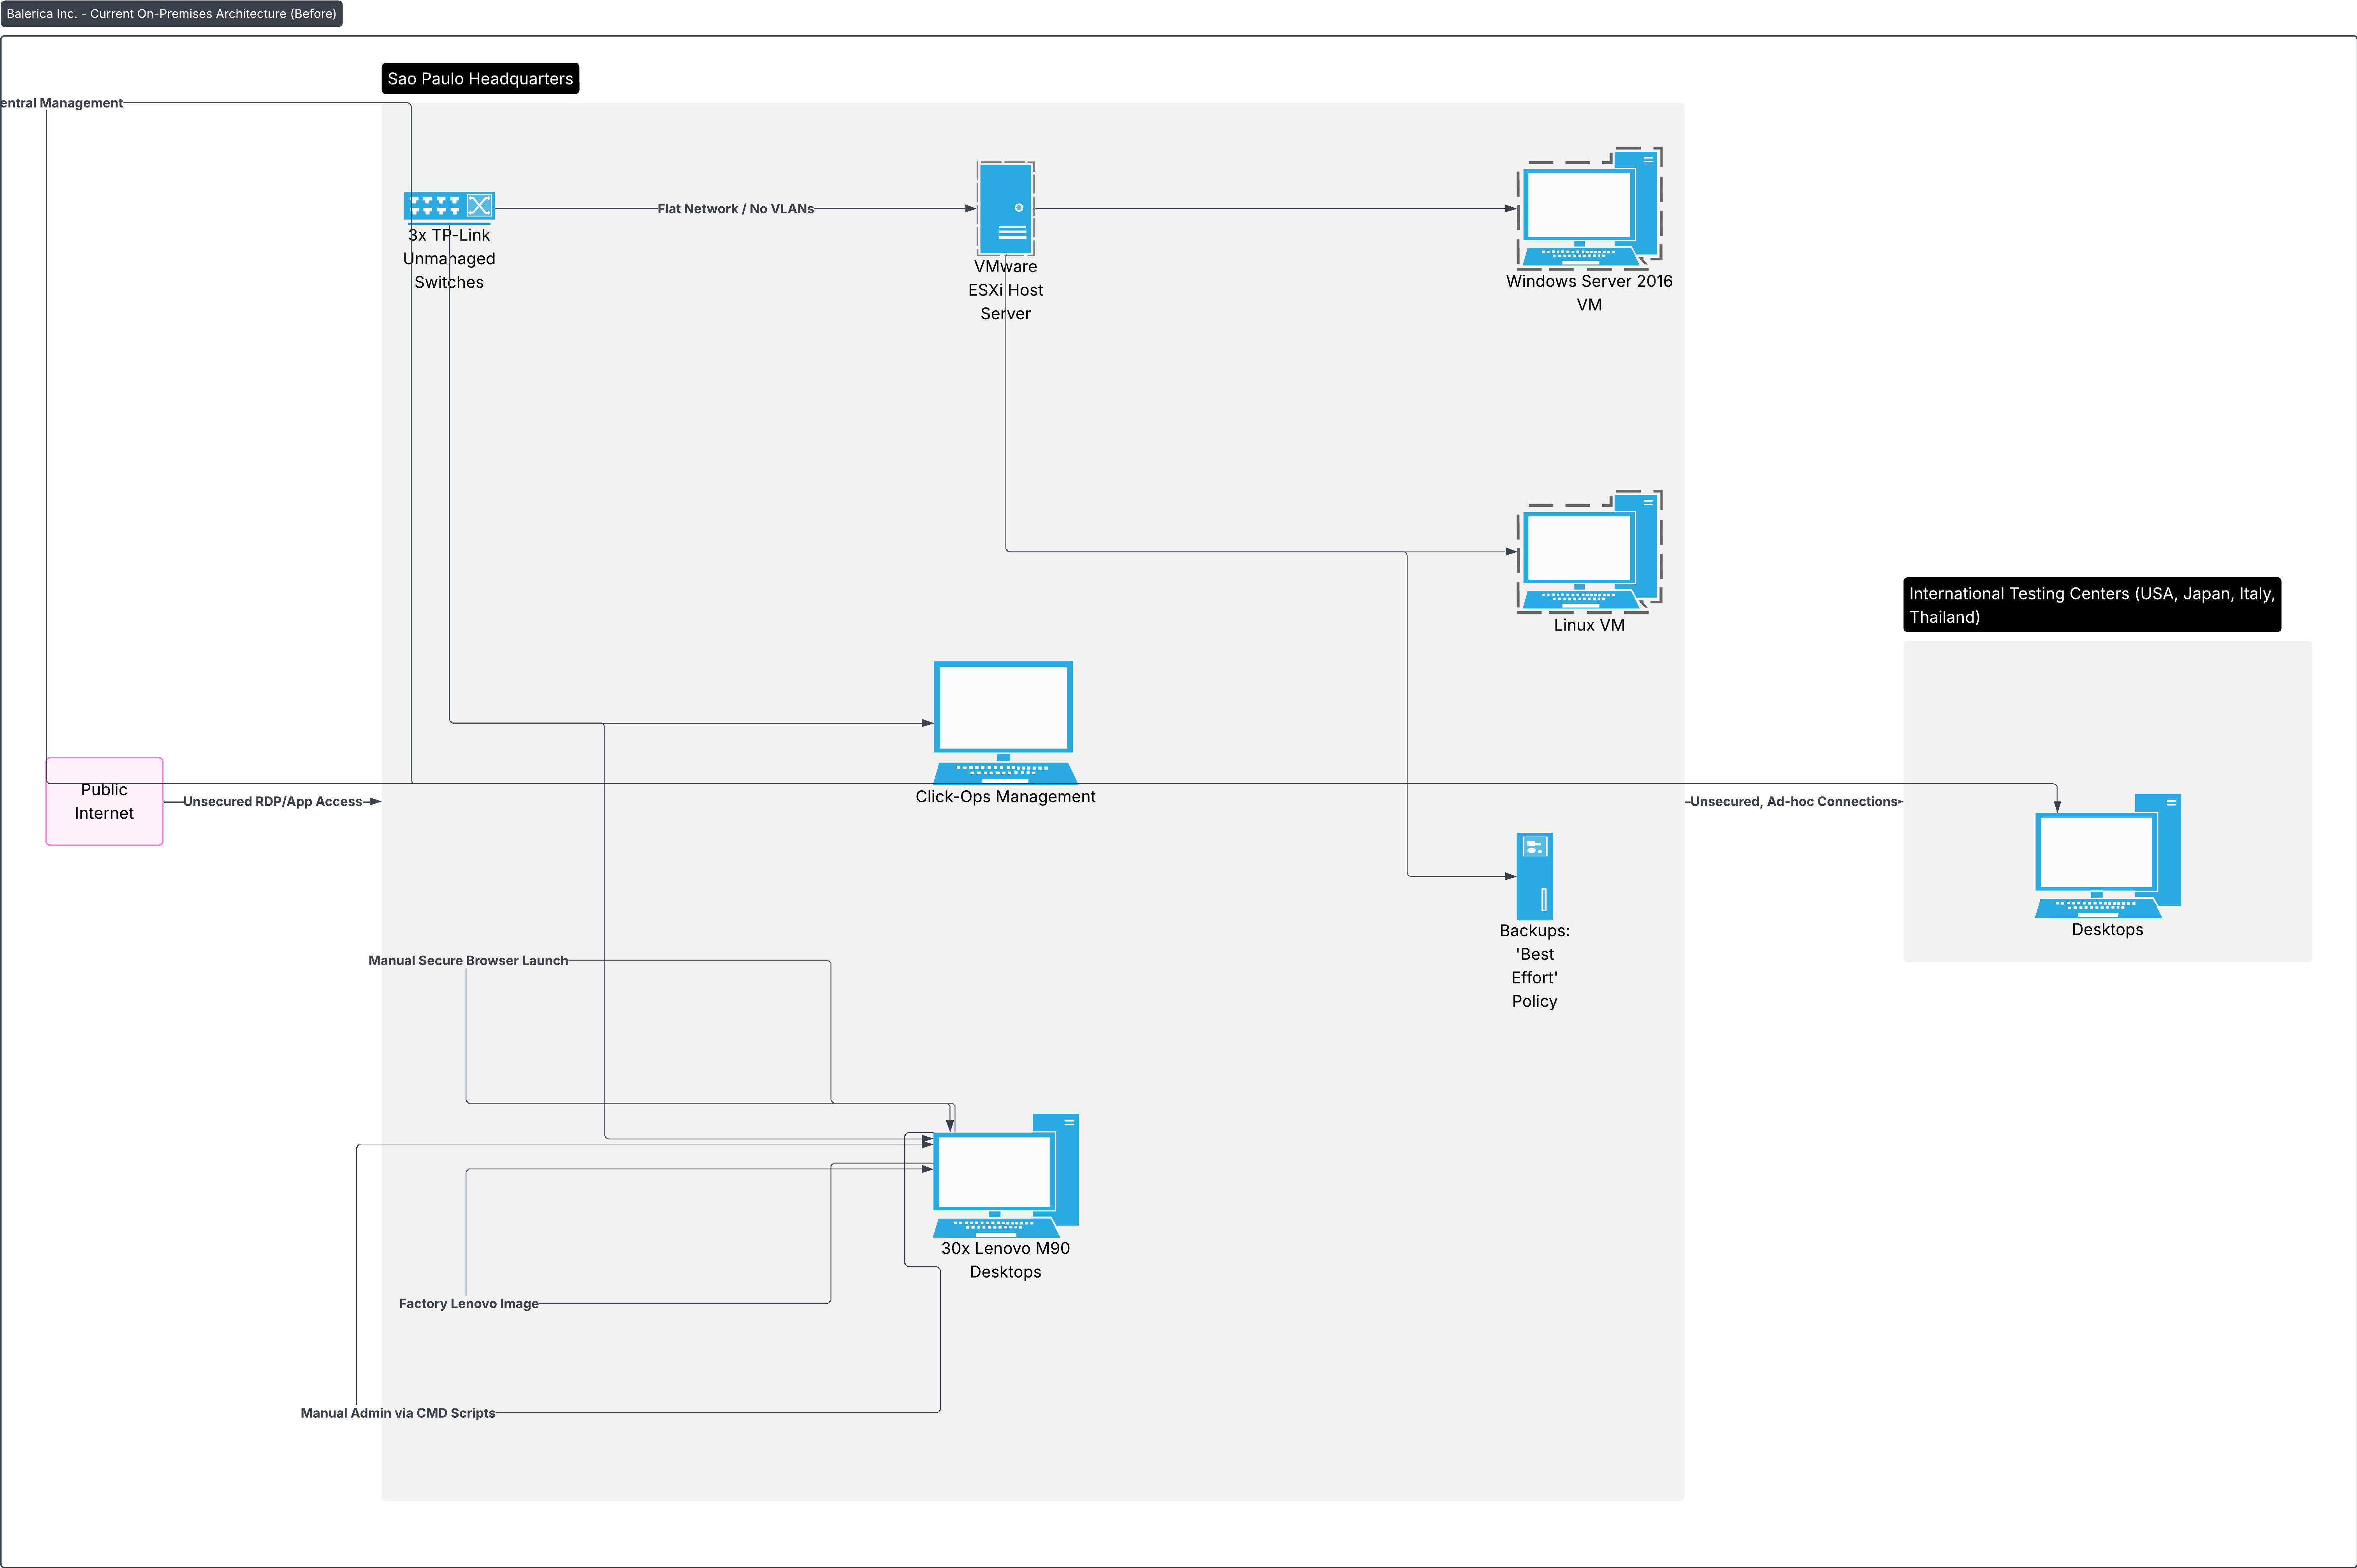 Balerica Inc. - Current On-Premises Architecture (Before)
Sao Paulo Headquarters
entral Management
Flat Network / No VLANs
3x TP-Link
Unmanaged
Switches
VMware
ESXi Host
Server
Windows Server 2016
VM
Linux VM
International Testing Centers (USA, Japan, Italy,
Thailand)
Click-Ops Management
Public
Internet
Unsecured RDP/App Access
Unsecured, Ad-hoc Connections
Desktops
Backups:
'Best
Effort'
Policy
Manual Secure Browser Launch
30x Lenovo M90
Desktops
Factory Lenovo Image
Manual Admin via CMD Scripts